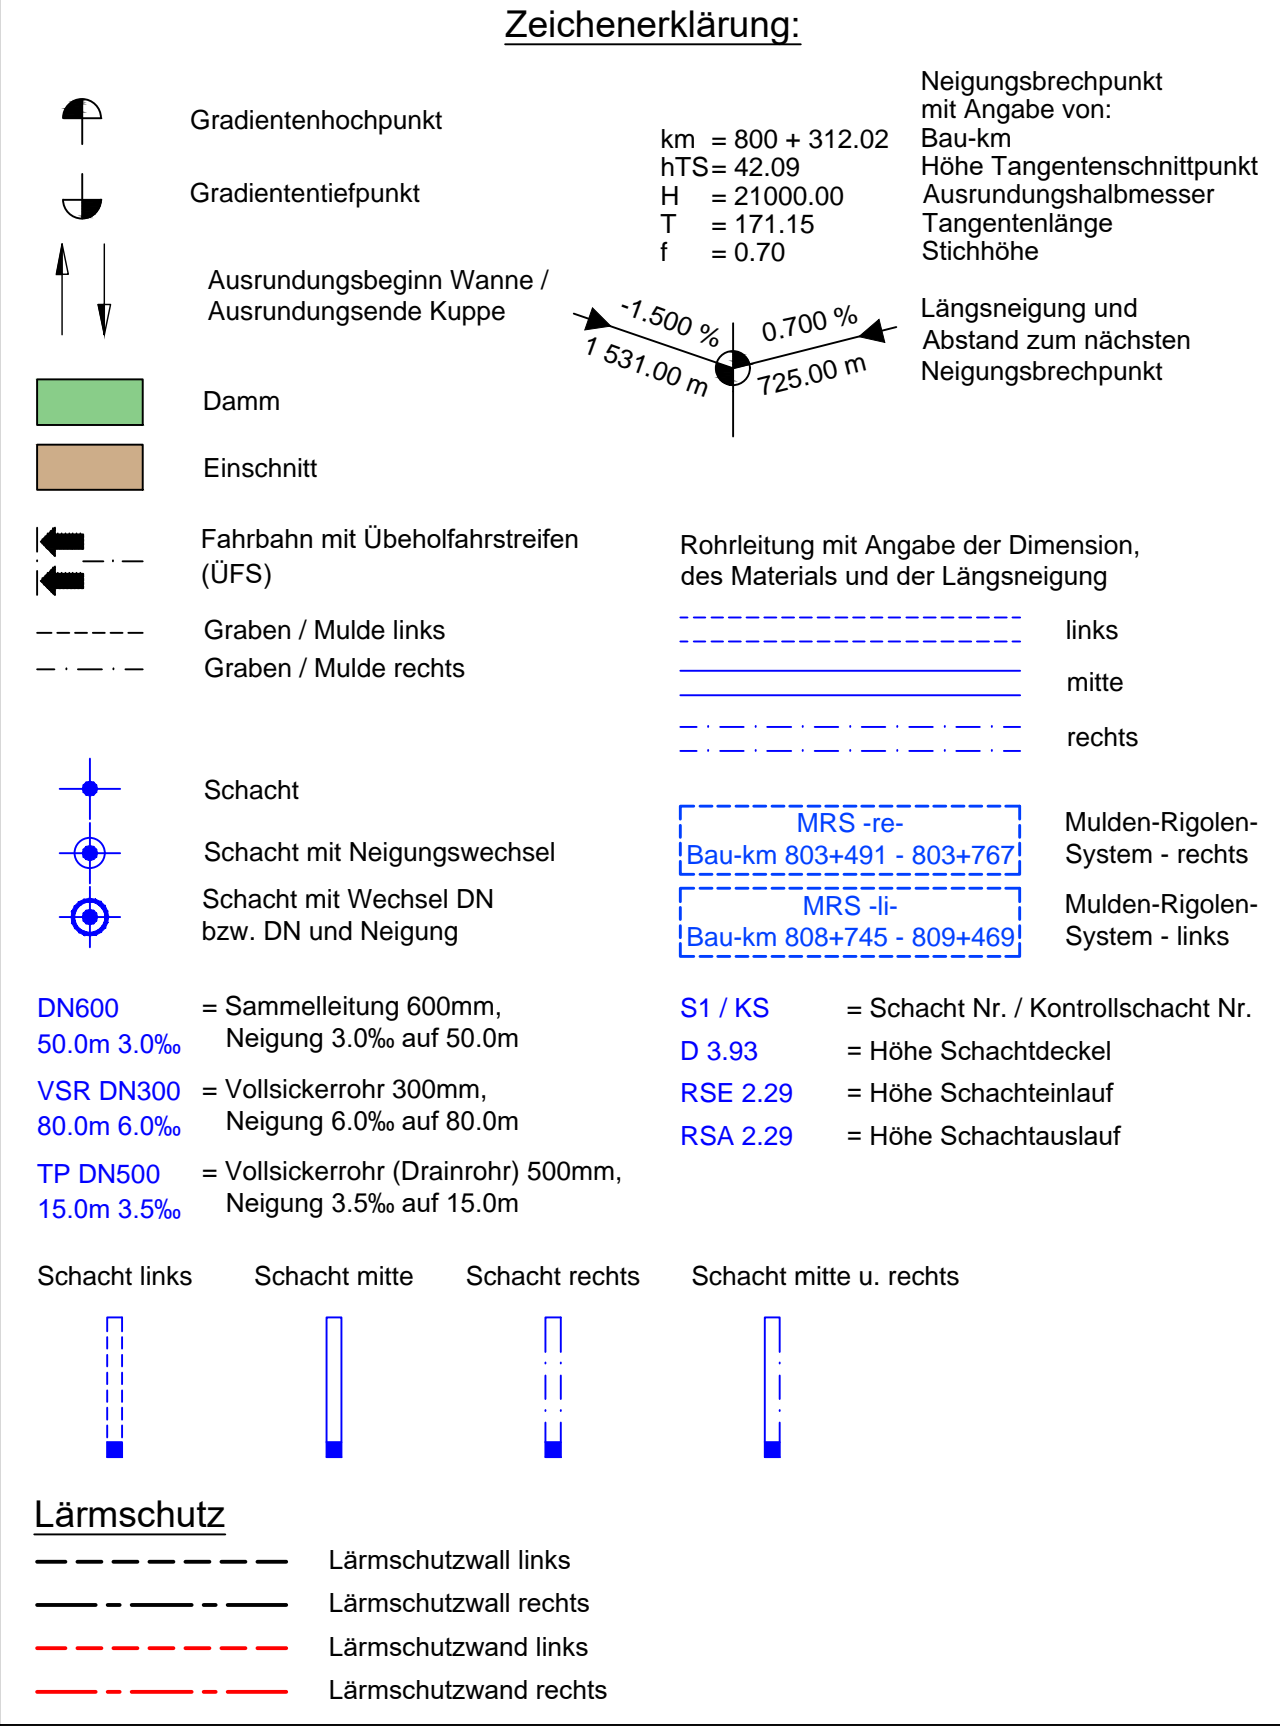 Zeichenerklärung:
Gradientenhochpunkt
Gradiententiefpunkt
Ausrundungsbeginn Wanne /
Ausrundungsende Kuppe
Damm
Einschnitt
Fahrbahn mit Übeholfahrstreifen
(ÜFS)
Graben / Mulde links
Graben / Mulde rechts
Neigungsbrechpunkt
mit Angabe von:
km = 800 + 312.02 Bau-km
hTS = 42.09 Höhe Tangentenschnittpunkt
H = 21000.00 Ausrundungshalbmesser
T = 171.15 Tangentenlänge
f = 0.70 Stichhöhe
-1.500 %
1 531.00 m
0.700 %
725.00 m
Längsneigung und
Abstand zum nächsten
Neigungsbrechpunkt
Rohrleitung mit Angabe der Dimension,
des Materials und der Längsneigung
links
mitte
rechts
Schacht
Schacht mit Neigungswechsel
Schacht mit Wechsel DN
bzw. DN und Neigung
MRS -re-
Bau-km 803+491 - 803+767
Mulden-Rigolen-
System - rechts
MRS -li-
Bau-km 808+745 - 809+469
Mulden-Rigolen-
System - links
DN600 = Sammelleitung 600mm,
50.0m 3.0‰ Neigung 3.0‰ auf 50.0m
VSR DN300 = Vollsickerrohr 300mm,
80.0m 6.0‰ Neigung 6.0‰ auf 80.0m
TP DN500 = Vollsickerrohr (Drainrohr) 500mm,
15.0m 3.5‰ Neigung 3.5‰ auf 15.0m
S1 / KS = Schacht Nr. / Kontrollschacht Nr.
D 3.93 = Höhe Schachtdeckel
RSE 2.29 = Höhe Schachteinlauf
RSA 2.29 = Höhe Schachtauslauf
Schacht links Schacht mitte Schacht rechts Schacht mitte u. rechts
Lärmschutz
Lärmschutzwall links
Lärmschutzwall rechts
Lärmschutzwand links
Lärmschutzwand rechts